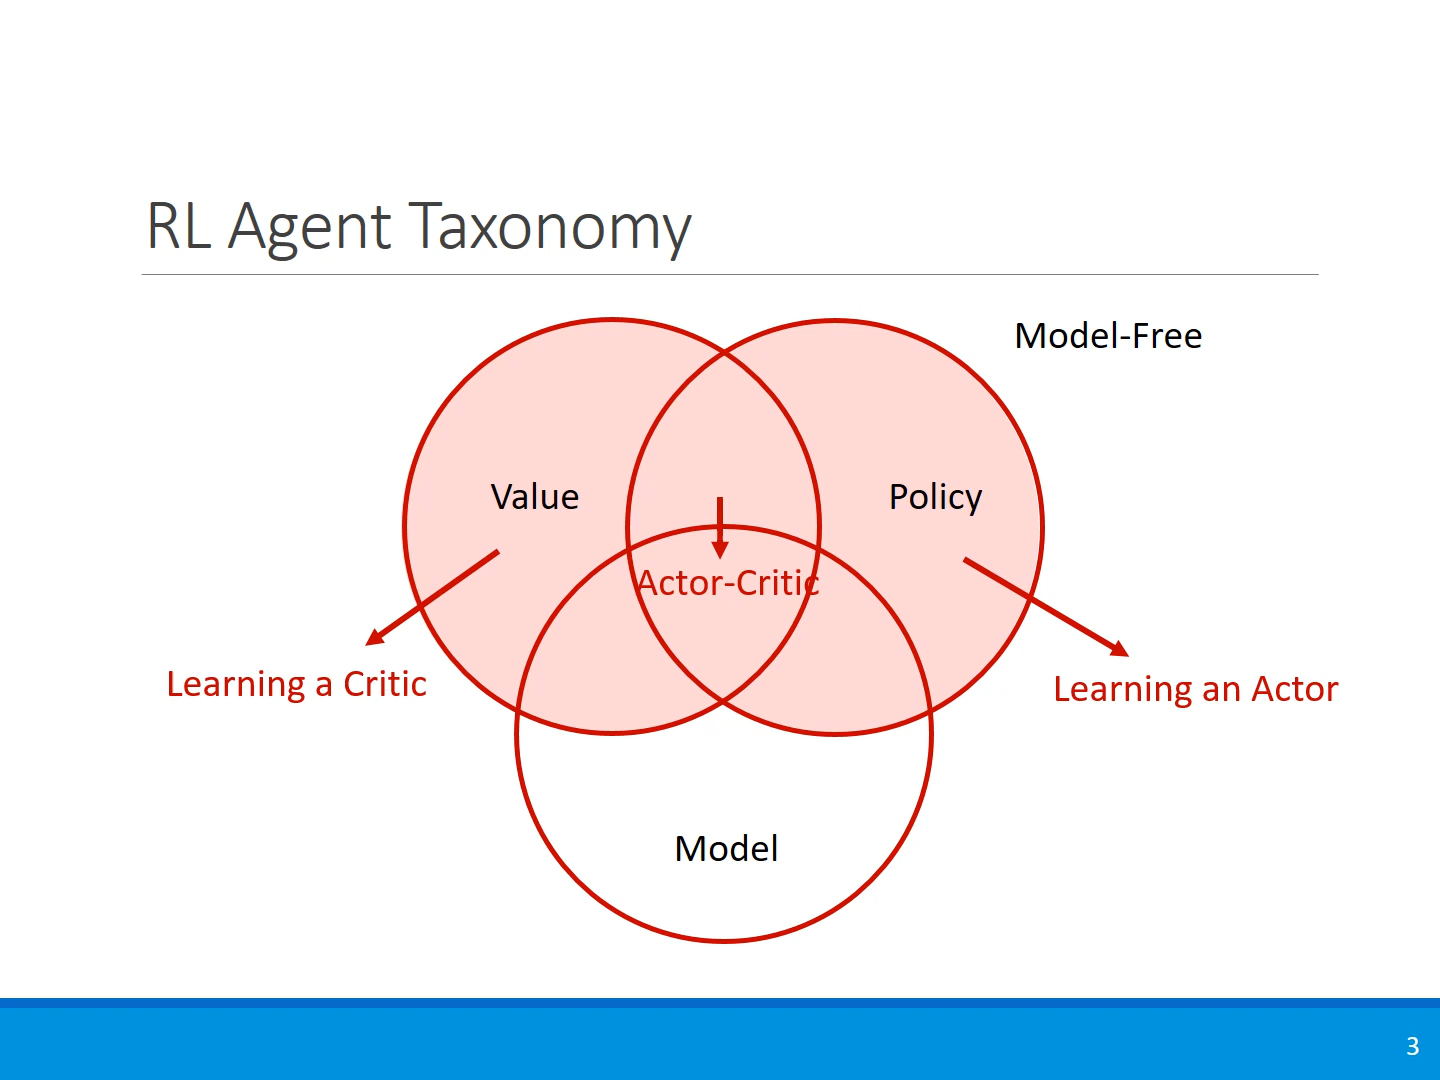 RL Agent Taxonomy
Model-Free
Value
Policy
Actor-Critic
Learning a Critic
Learning an Actor
Model
3